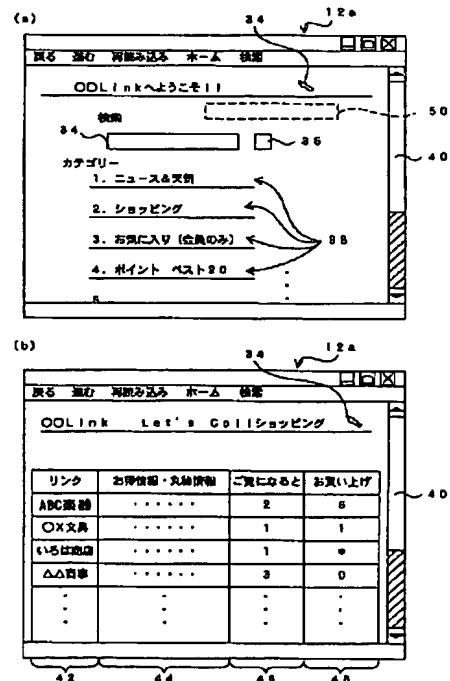 (a)
34 12a
戻る 進む 再読み込み ホーム 検索
○○Linkへようこそ!!
50
検索
34 36
40
カテゴリー
1. ニュース&天気
2. ショッピング
3. お気に入り (会員のみ) 38
4. ポイント ベスト20
5
(b)
34 12a
戻る 進む 再読み込み ホーム 検索
○○Link Let's Go!!ショッピング
リンク お得情報・丸秘情報 ご覧になると お買い上げ
40
ABC楽器 ・・・・・・ 2 5
○×文具 ・・・・・・ 1 1
いろは商店 ・・・・・・ 1 *
△△商事 ・・・・・・ 3 0
42 44 46 48